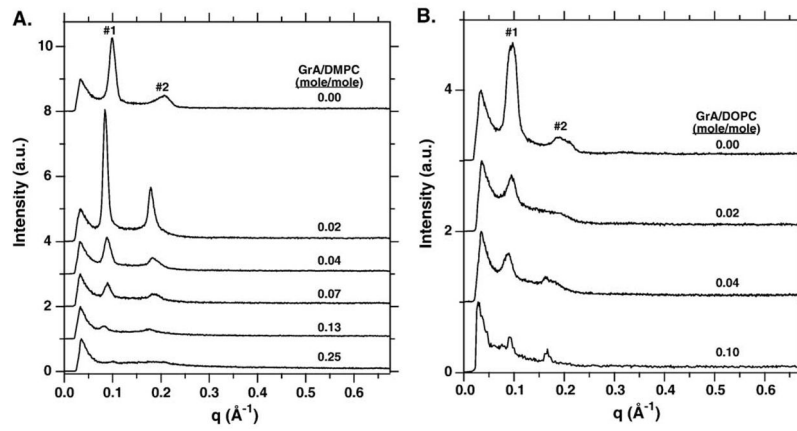 A.
#1
#2
GrA/DMPC
(mole/mole)
0.00
0.02
0.04
0.07
0.13
0.25
10
8
6
4
2
0
Intensity (a.u.)
0.0 0.1 0.2 0.3 0.4 0.5 0.6
q (Å-1)
B.
#1
#2
GrA/DOPC
(mole/mole)
0.00
0.02
0.04
0.10
4
2
0
Intensity (a.u.)
0.0 0.1 0.2 0.3 0.4 0.5 0.6
q (Å-1)